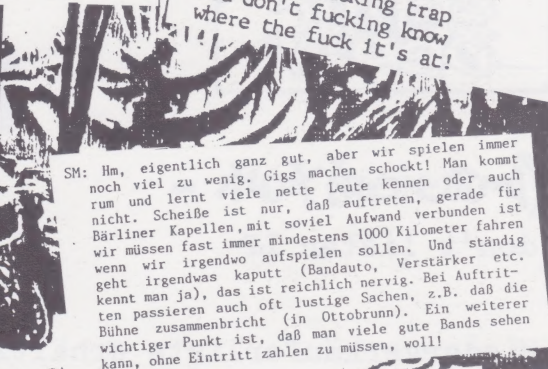 trap
don't fucking know
where the fuck it's at!
SM: Hm, eigentlich ganz gut, aber wir spielen immer
noch viel zu wenig. Gigs machen schockt! Man kommt
rum und lernt viele nette Leute kennen oder auch
nicht. Scheiße ist nur, daß auftreten, gerade für
Bärliner Kapellen, mit soviel Aufwand verbunden ist
wir müssen fast immer mindestens 1000 Kilometer fahren
wenn wir irgendwo aufspielen sollen. Und ständig
geht irgendwas kaputt (Bandauto, Verstärker etc.
kennt man ja), das ist reichlich nervig. Bei Auftrit-
ten passieren auch oft lustige Sachen, z.B. daß die
Bühne zusammenbricht (in Ottobrunn). Ein weiterer
wichtiger Punkt ist, daß man viele gute Bands sehen
kann, ohne Eintritt zahlen zu müssen, woll!